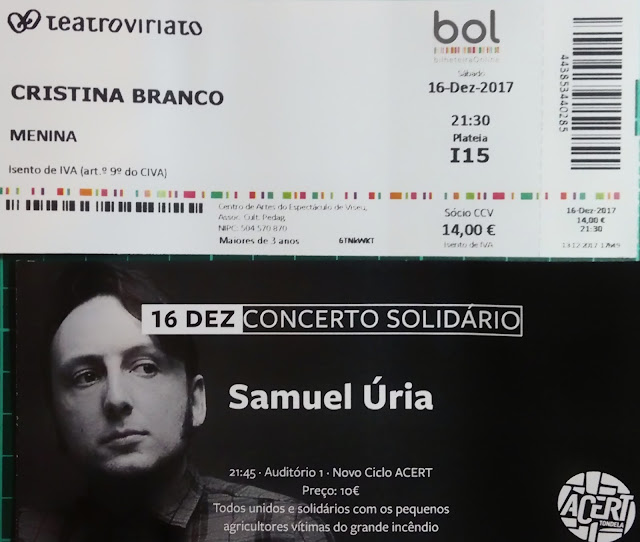 teatroviriato
bol
bilheteiraOnline
Sábado
CRISTINA BRANCO
16-Dez-2017
MENINA
21:30
Plateia
I15
Isento de IVA (art.º 9º do CIVA)
443853440285
Centro de Artes do Espectáculo de Viseu,
Assoc. Cult. Pedag.
NIPC: 504 570 870
Maiores de 3 anos
6TNkWKT
Sócio CCV
14,00 €
Isento de IVA
16-Dez-2017
14,00 €
21:30
16 DEZ CONCERTO SOLIDÁRIO
Samuel Úria
21:45 · Auditório 1 · Novo Ciclo ACERT
Preço: 10€
Todos unidos e solidários com os pequenos
agricultores vítimas do grande incêndio
ACERT
TONDELA